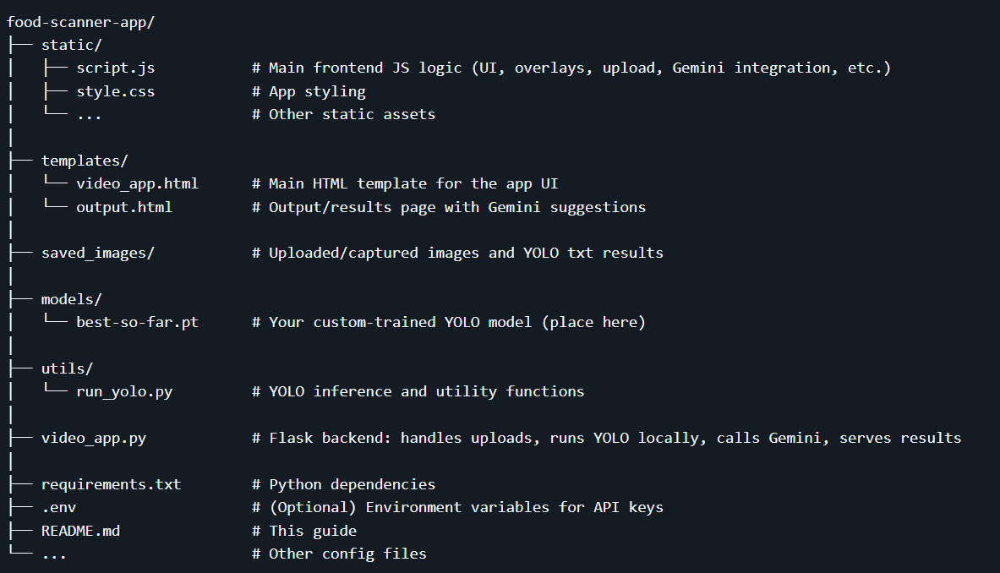 food-scanner-app/
├── static/
│   ├── script.js           # Main frontend JS logic (UI, overlays, upload, Gemini integration, etc.)
│   ├── style.css           # App styling
│   └── ...                 # Other static assets
│
├── templates/
│   └── video_app.html      # Main HTML template for the app UI
│   └── output.html         # Output/results page with Gemini suggestions
│
├── saved_images/           # Uploaded/captured images and YOLO txt results
│
├── models/
│   └── best-so-far.pt      # Your custom-trained YOLO model (place here)
│
├── utils/
│   └── run_yolo.py         # YOLO inference and utility functions
│
├── video_app.py            # Flask backend: handles uploads, runs YOLO locally, calls Gemini, serves results
│
├── requirements.txt        # Python dependencies
├── .env                    # (Optional) Environment variables for API keys
├── README.md               # This guide
└── ...                     # Other config files